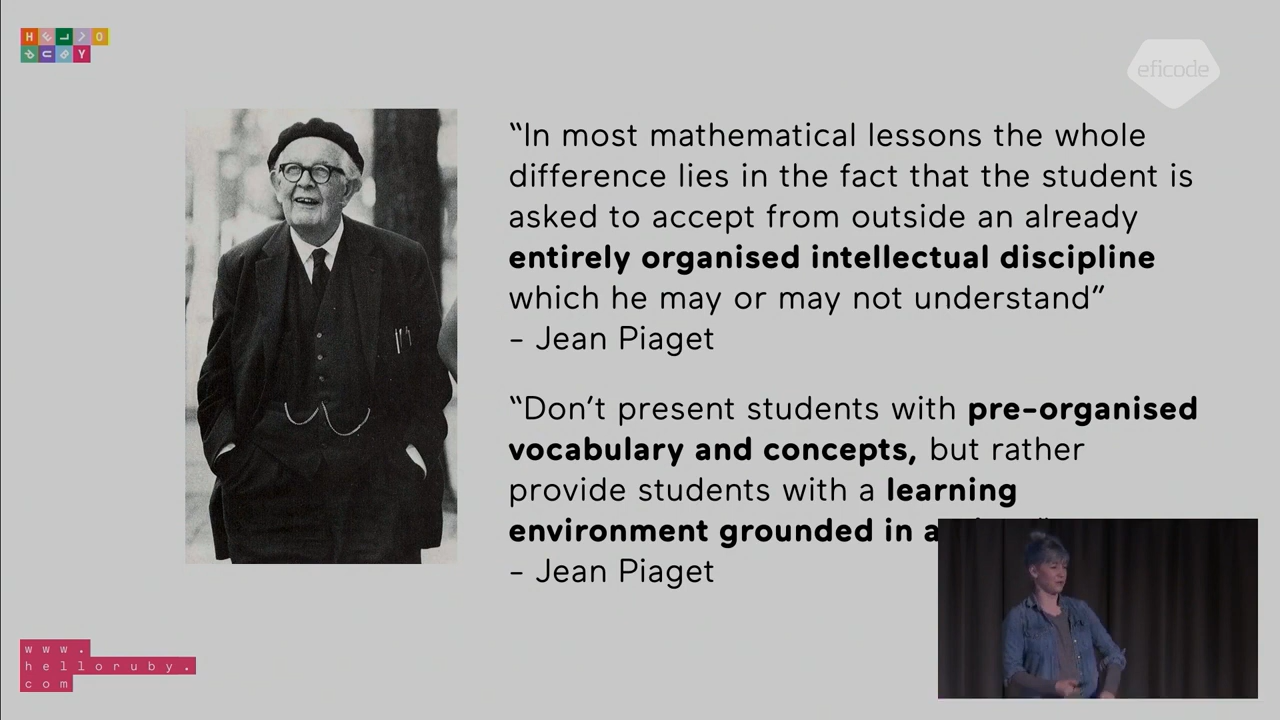 HELLO
RUBY
eficode
“In most mathematical lessons the whole
difference lies in the fact that the student is
asked to accept from outside an already
entirely organised intellectual discipline
which he may or may not understand”
– Jean Piaget
“Don’t present students with pre-organised
vocabulary and concepts, but rather
provide students with a learning
environment grounded in
– Jean Piaget
www.
helloruby.
com